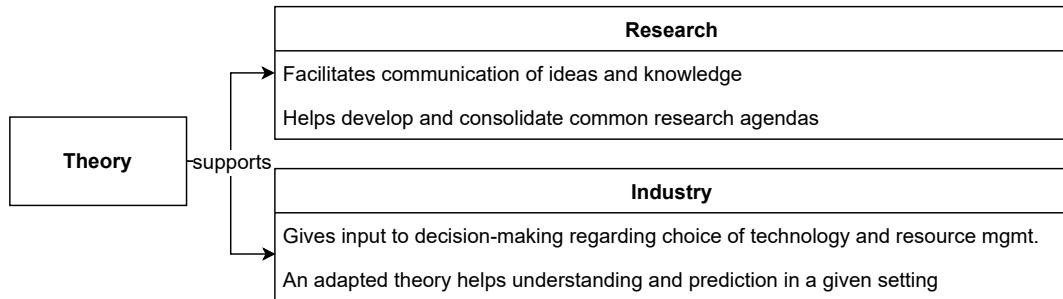 Theory
supports
Research
Facilitates communication of ideas and knowledge
Helps develop and consolidate common research agendas
Industry
Gives input to decision-making regarding choice of technology and resource mgmt.
An adapted theory helps understanding and prediction in a given setting